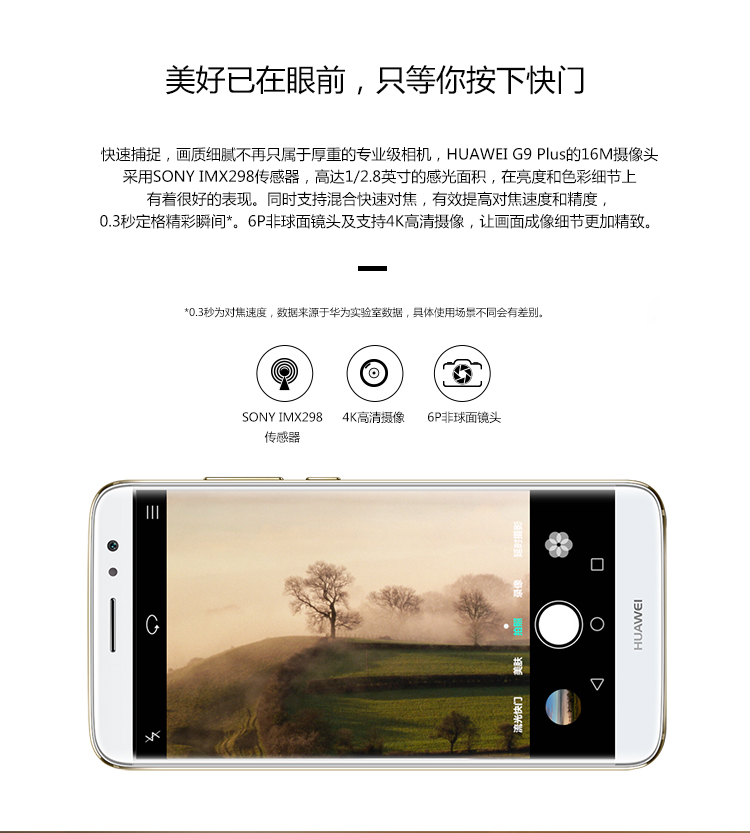 美好已在眼前，只等你按下快门
快速捕捉，画质细腻不再只属于厚重的专业级相机，HUAWEI G9 Plus的16M摄像头
采用SONY IMX298传感器，高达1/2.8英寸的感光面积，在亮度和色彩细节上
有着很好的表现。同时支持混合快速对焦，有效提高对焦速度和精度，
0.3秒定格精彩瞬间*。6P非球面镜头及支持4K高清摄像，让画面成像细节更加精致。
*0.3秒为对焦速度，数据来源于华为实验室数据，具体使用场景不同会有差别。
SONY IMX298
传感器
4K高清摄像
6P非球面镜头
延时摄影
录像
拍照
美肤
流光快门
HUAWEI